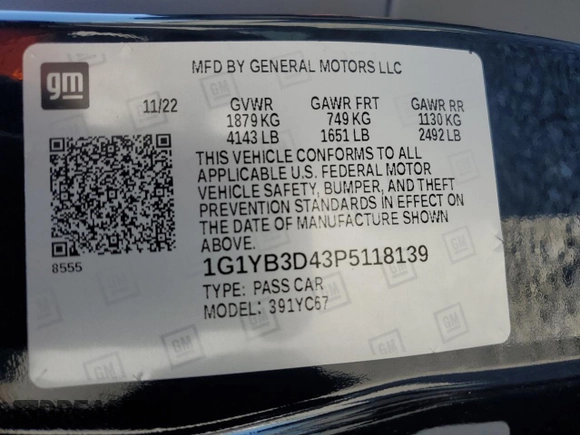 gm
MFD BY GENERAL MOTORS LLC
11/22 GVWR GAWR FRT GAWR RR
1879 KG 749 KG 1130 KG
4143 LB 1651 LB 2492 LB
THIS VEHICLE CONFORMS TO ALL
APPLICABLE U.S. FEDERAL MOTOR
VEHICLE SAFETY, BUMPER, AND THEFT
PREVENTION STANDARDS IN EFFECT ON
THE DATE OF MANUFACTURE SHOWN
ABOVE.
8555
1G1YB3D43P5118139
TYPE: PASS CAR
MODEL: 391YC67